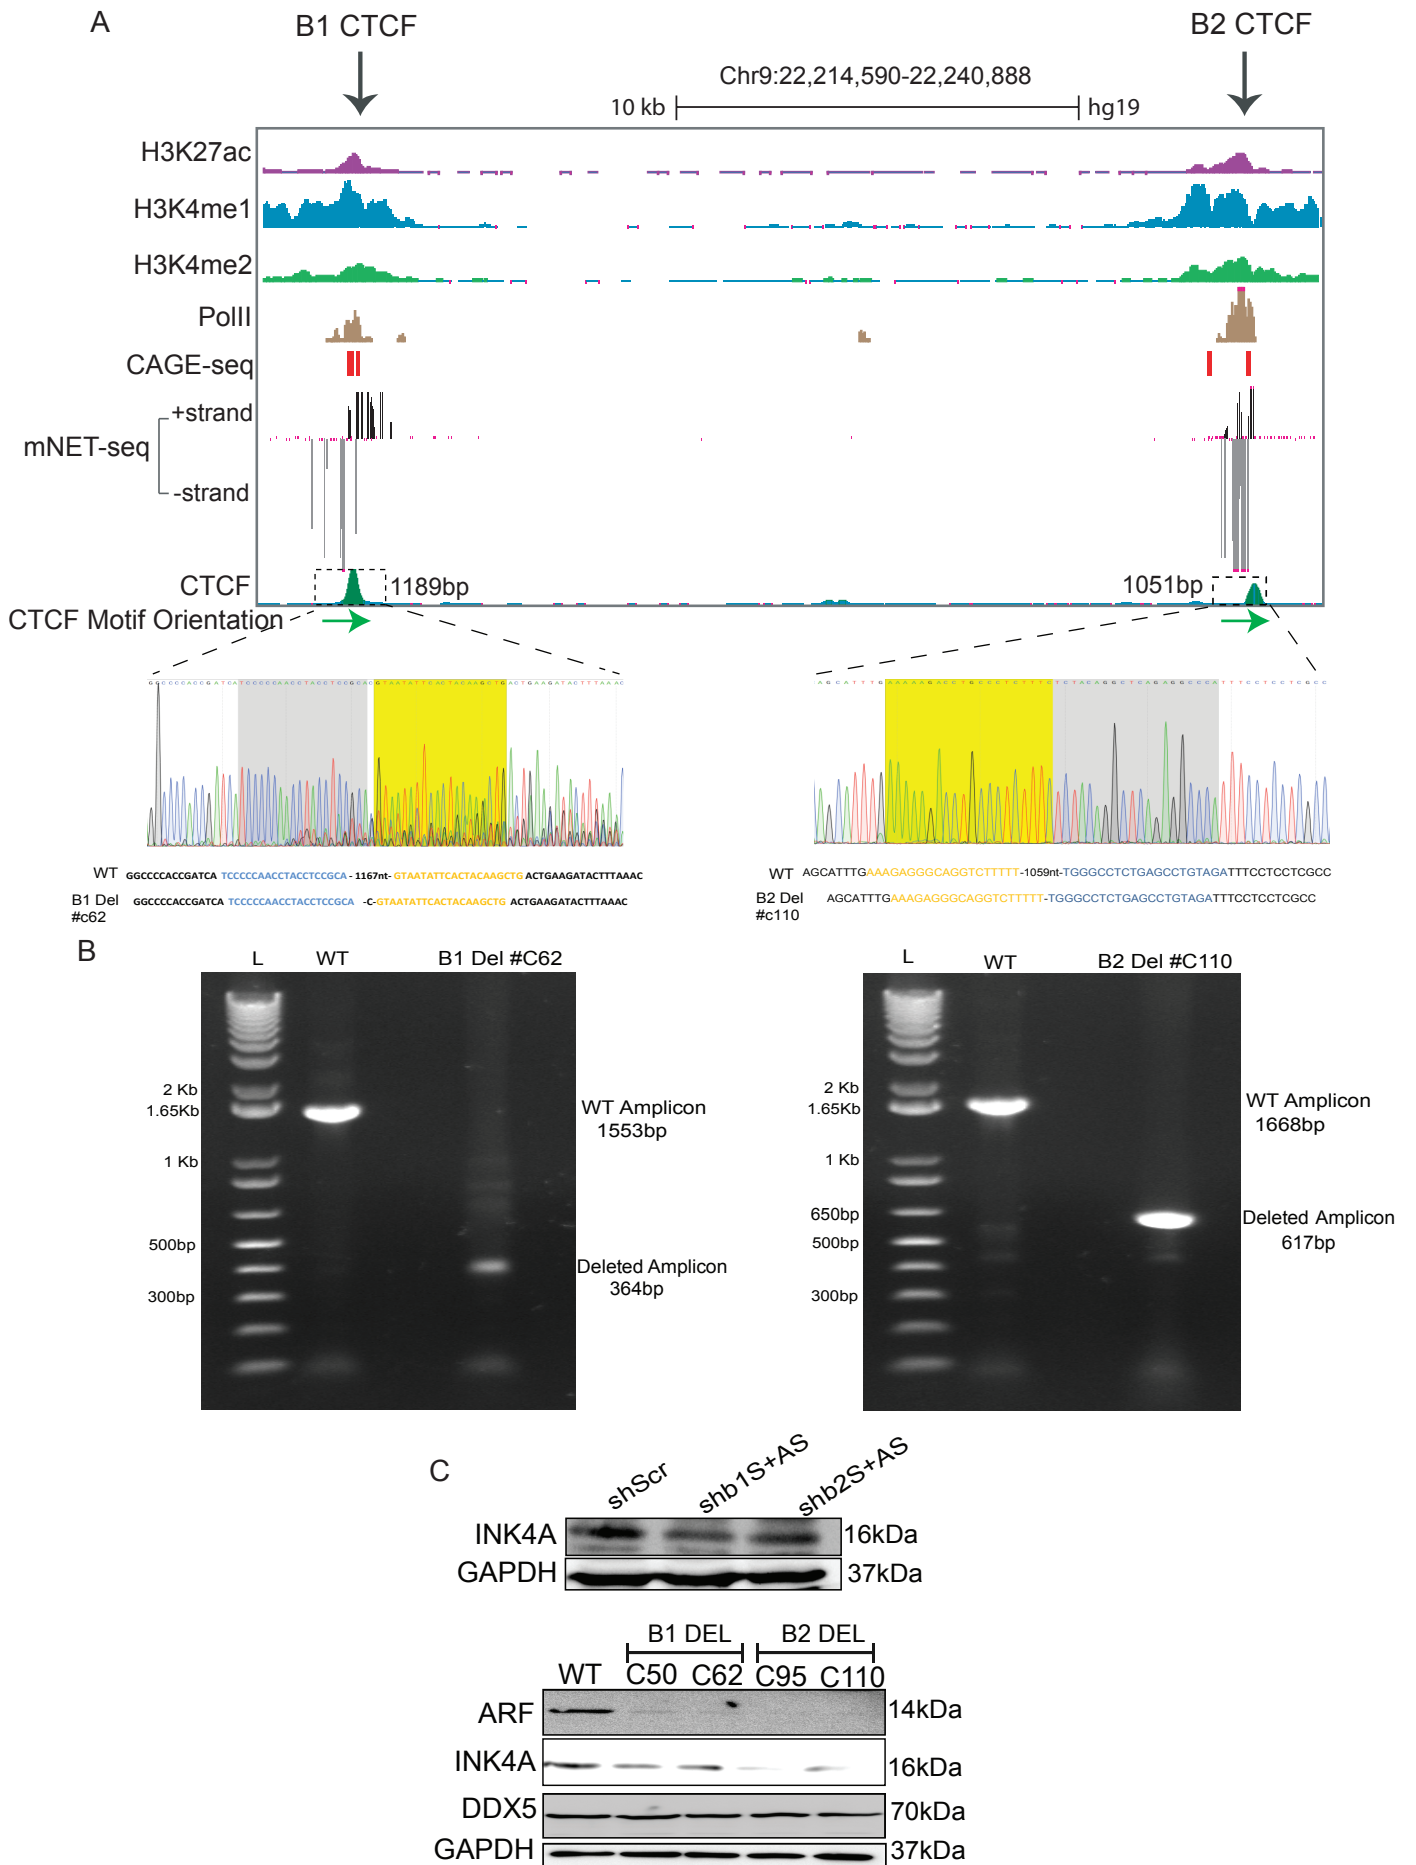 A
B1 CTCF
B2 CTCF
Chr9:22,214,590-22,240,888
10 kb
hg19
H3K27ac
H3K4me1
H3K4me2
PolII
CAGE-seq
mNET-seq
+strand
-strand
CTCF
1189bp
1051bp
CTCF Motif Orientation
GGCCCCACCGATCATCCCCCAACCTACCTCCGCACGTAATATTCACTACAAGCTGACTGAAGATACTTTAAAC
AGCATTTGAAAAAGACCTGCCCTCTTTCTCTACAGGCTCAGAGGCCCATTTCCTCCTCGCC
WT GGCCCCACCGATCA TCCCCCAACCTACCTCCGCA - 1167nt- GTAATATTCACTACAAGCTG ACTGAAGATACTTTAAAC
B1 Del #c62 GGCCCCACCGATCA TCCCCCAACCTACCTCCGCA -C-GTAATATTCACTACAAGCTG ACTGAAGATACTTTAAAC
WT AGCATTTGAAAGAGGGCAGGTCTTTTT-1059nt-TGGGCCTCTGAGCCTGTAGATTTCCTCCTCGCC
B2 Del #c110 AGCATTTGAAAGAGGGCAGGTCTTTTT-TGGGCCTCTGAGCCTGTAGATTTCCTCCTCGCC
B
L WT B1 Del #C62
2 Kb
1.65Kb
1 Kb
500bp
300bp
WT Amplicon
1553bp
Deleted Amplicon
364bp
L WT B2 Del #C110
2 Kb
1.65Kb
1 Kb
650bp
500bp
300bp
WT Amplicon
1668bp
Deleted Amplicon
617bp
C
shScr
shb1S+AS
shb2S+AS
INK4A 16kDa
GAPDH 37kDa
B1 DEL B2 DEL
WT C50 C62 C95 C110
ARF 14kDa
INK4A 16kDa
DDX5 70kDa
GAPDH 37kDa